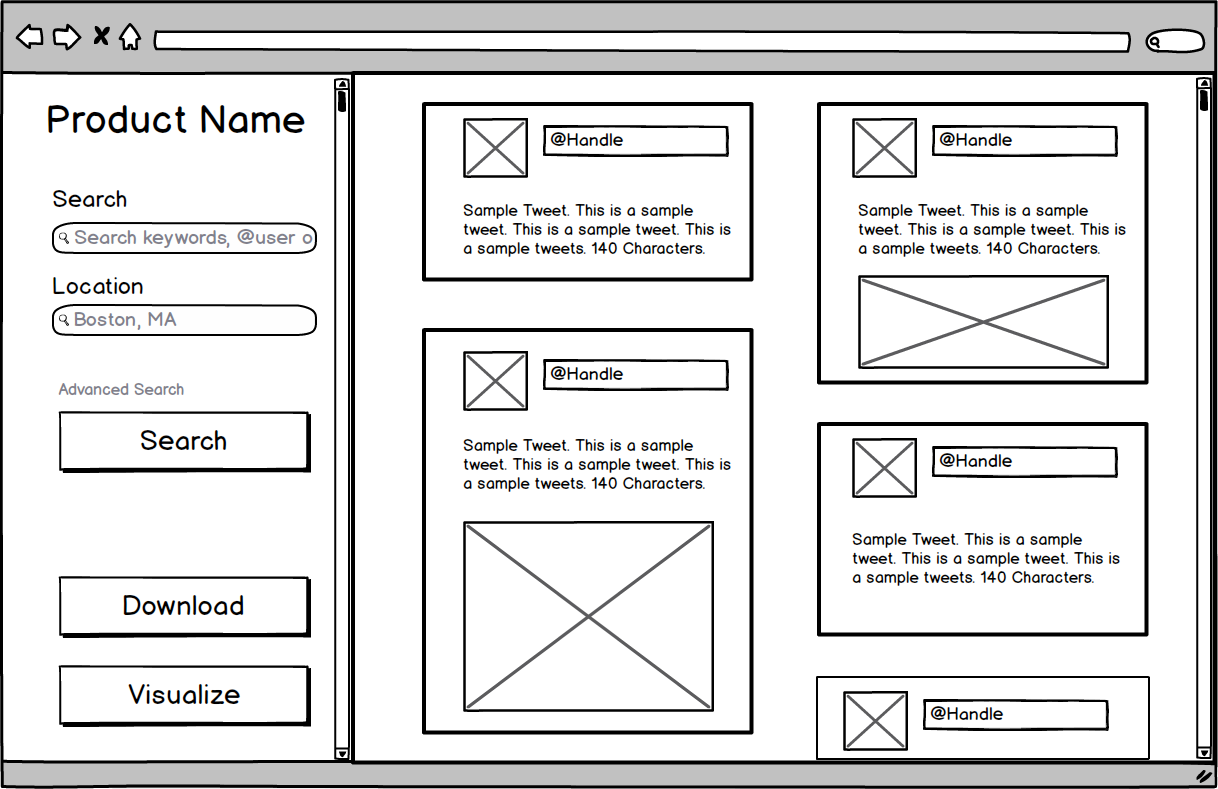 Product Name
Search
Search keywords, @user o
Location
Boston, MA
Advanced Search
Search
Download
Visualize
@Handle
Sample Tweet. This is a sample
tweet. This is a sample tweet. This is
a sample tweets. 140 Characters.
@Handle
Sample Tweet. This is a sample
tweet. This is a sample tweet. This is
a sample tweets. 140 Characters.
@Handle
Sample Tweet. This is a sample
tweet. This is a sample tweet. This is
a sample tweets. 140 Characters.
@Handle
Sample Tweet. This is a sample
tweet. This is a sample tweet. This is
a sample tweets. 140 Characters.
@Handle